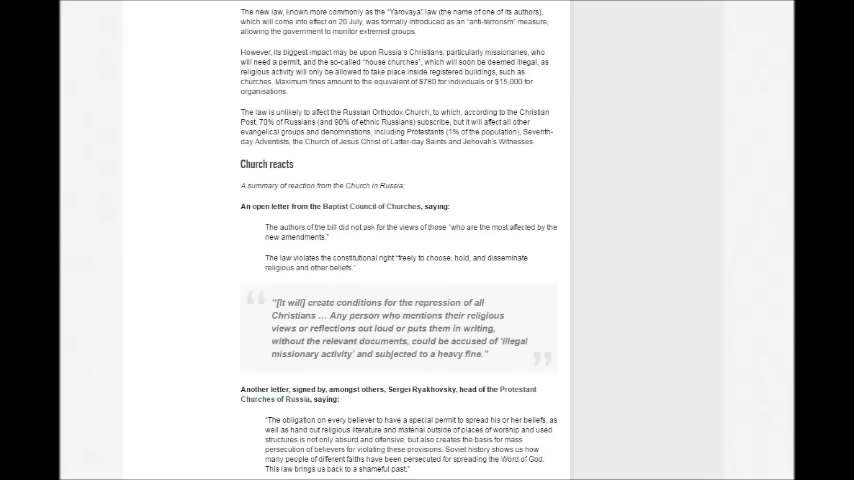 The new law, known more commonly as the "Yarovaya" law (the name of one of its authors),
which will come into effect on 20 July, was formally introduced as an "anti-terrorism" measure,
allowing the government to monitor extremist groups.
However, its biggest impact may be upon Russia's Christians, particularly missionaries, who
will need a permit, and the so-called "house churches", which will soon be deemed illegal, as
religious activity will only be allowed to take place inside registered buildings, such as
churches. Maximum fines amount to the equivalent of $780 for individuals or $15,000 for
organisations.
The law is unlikely to affect the Russian Orthodox Church, to which, according to the Christian
Post, 70% of Russians (and 90% of ethnic Russians) subscribe, but it will affect all other
evangelical groups and denominations, including Protestants (1% of the population), Seventh-
day Adventists, the Church of Jesus Christ of Latter-day Saints and Jehovah's Witnesses.
Church reacts
A summary of reaction from the Church in Russia:
An open letter from the Baptist Council of Churches, saying:
The authors of the bill did not ask for the views of those "who are the most affected by the
new amendments."
The law violates the constitutional right "freely to choose, hold, and disseminate
religious and other beliefs."
"[It will] create conditions for the repression of all
Christians … Any person who mentions their religious
views or reflections out loud or puts them in writing,
without the relevant documents, could be accused of 'illegal
missionary activity' and subjected to a heavy fine."
Another letter, signed by, amongst others, Sergei Ryakhovsky, head of the Protestant
Churches of Russia, saying:
"The obligation on every believer to have a special permit to spread his or her beliefs, as
well as hand out religious literature and material outside of places of worship and used
structures is not only absurd and offensive, but also creates the basis for mass
persecution of believers for violating these provisions. Soviet history shows us how
many people of different faiths have been persecuted for spreading the Word of God.
This law brings us back to a shameful past."